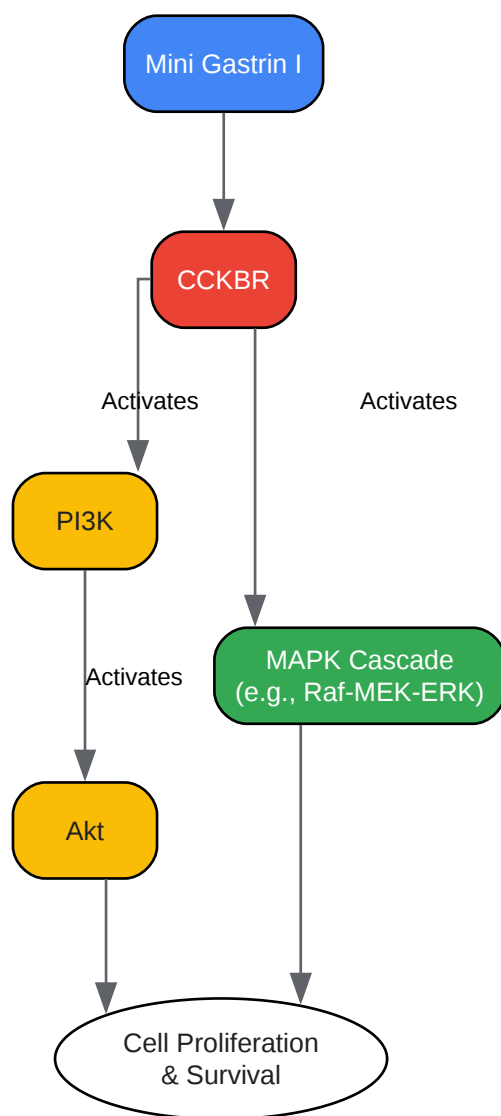 Mini Gastrin I
CCKBR
Activates
Activates
PI3K
MAPK Cascade
(e.g., Raf-MEK-ERK)
Activates
Akt
Cell Proliferation
& Survival